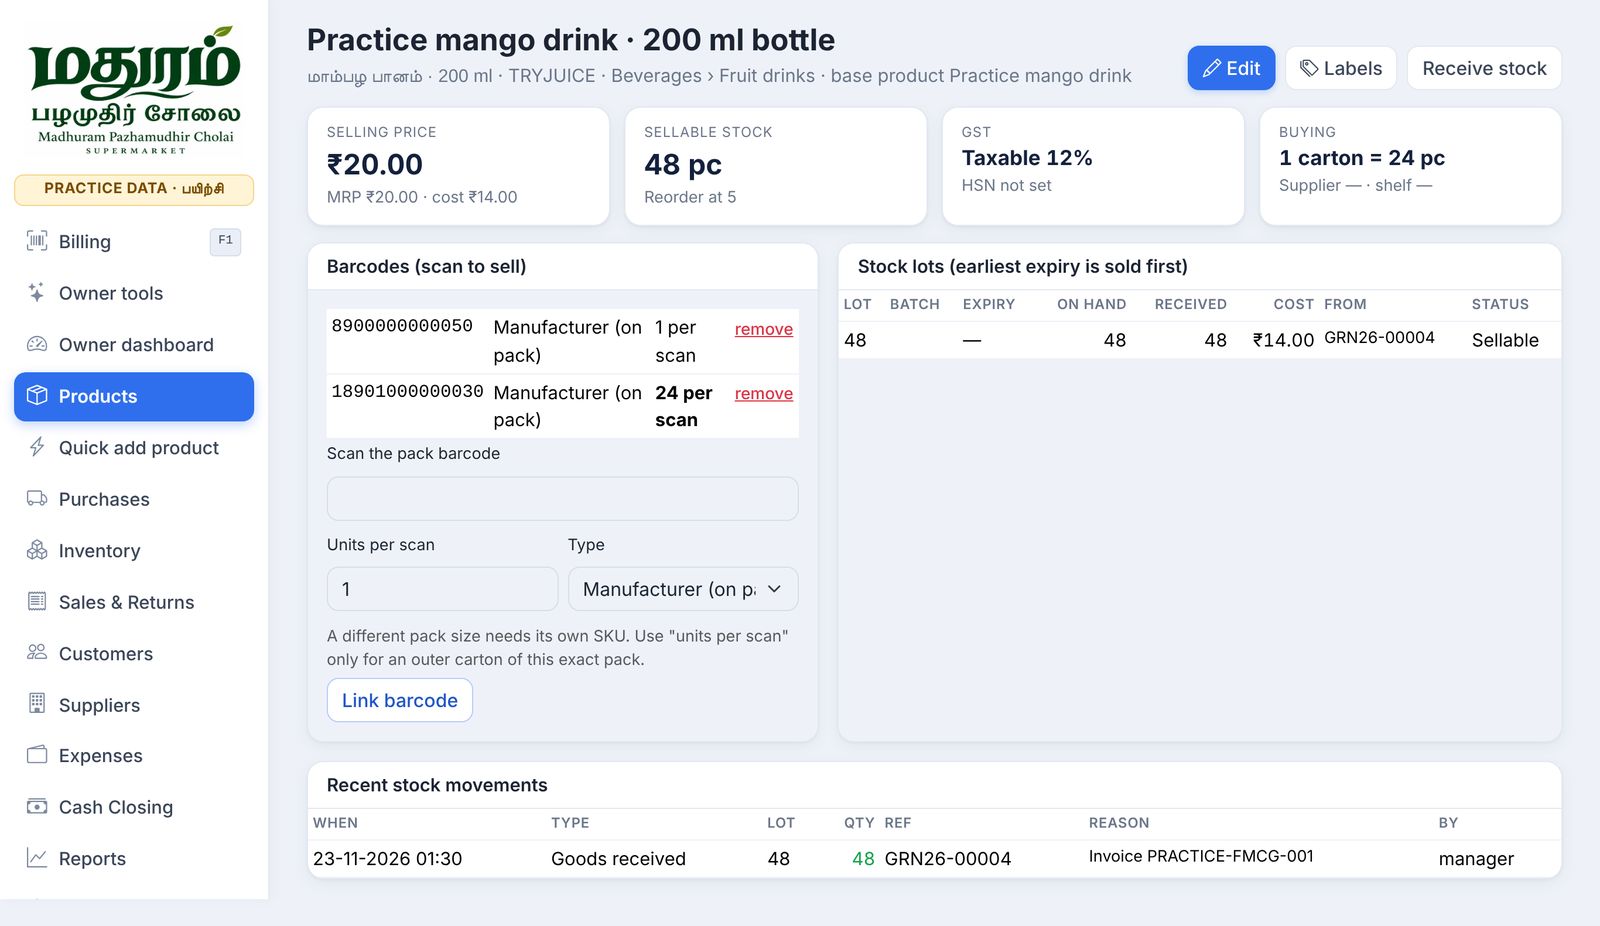 மதுரம்
பழமுதிர் சோலை
Madhuram Pazhamudhir Cholai
SUPERMARKET
PRACTICE DATA · பயிற்சி
Billing F1
Owner tools
Owner dashboard
Products
Quick add product
Purchases
Inventory
Sales & Returns
Customers
Suppliers
Expenses
Cash Closing
Reports
Practice mango drink · 200 ml bottle
மாம்பழ பானம் · 200 ml · TRYJUICE · Beverages › Fruit drinks · base product Practice mango drink
Edit Labels Receive stock
SELLING PRICE
₹20.00
MRP ₹20.00 · cost ₹14.00
SELLABLE STOCK
48 pc
Reorder at 5
GST
Taxable 12%
HSN not set
BUYING
1 carton = 24 pc
Supplier — · shelf —
Barcodes (scan to sell)
8900000000050 Manufacturer (on pack) 1 per scan remove
18901000000030 Manufacturer (on pack) 24 per scan remove
Scan the pack barcode
Units per scan Type
1 Manufacturer (on pa
A different pack size needs its own SKU. Use "units per scan"
only for an outer carton of this exact pack.
Link barcode
Stock lots (earliest expiry is sold first)
LOT BATCH EXPIRY ON HAND RECEIVED COST FROM STATUS
48 — 48 48 ₹14.00 GRN26-00004 Sellable
Recent stock movements
WHEN TYPE LOT QTY REF REASON BY
23-11-2026 01:30 Goods received 48 48 GRN26-00004 Invoice PRACTICE-FMCG-001 manager